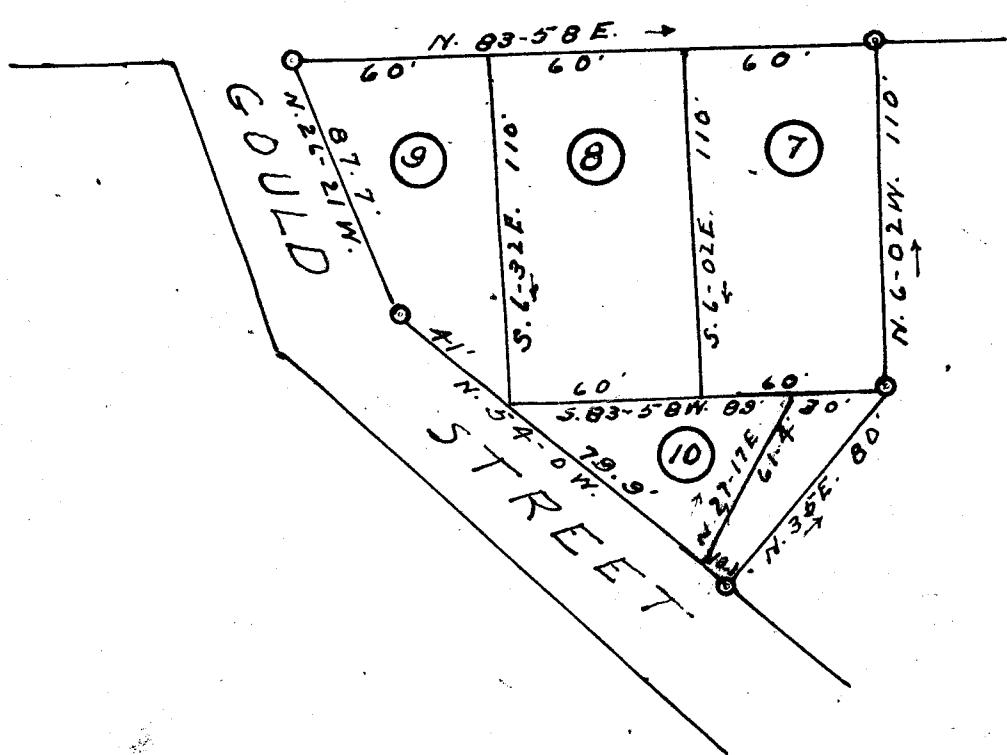 N. 83-58 E.
60'
60'
60'
GOULD
N. 26-21 W.
87.7'
9
110'
S. 6-32 E.
8
110'
S. 6-02 E.
7
N. 6-02 W. 110'
41'
N. 54-0 W.
78.9'
60'
60'
S. 83-58 W. 89'
30'
10
N. 27-17 E
61.4'
N. 35 E. 80'
STREET